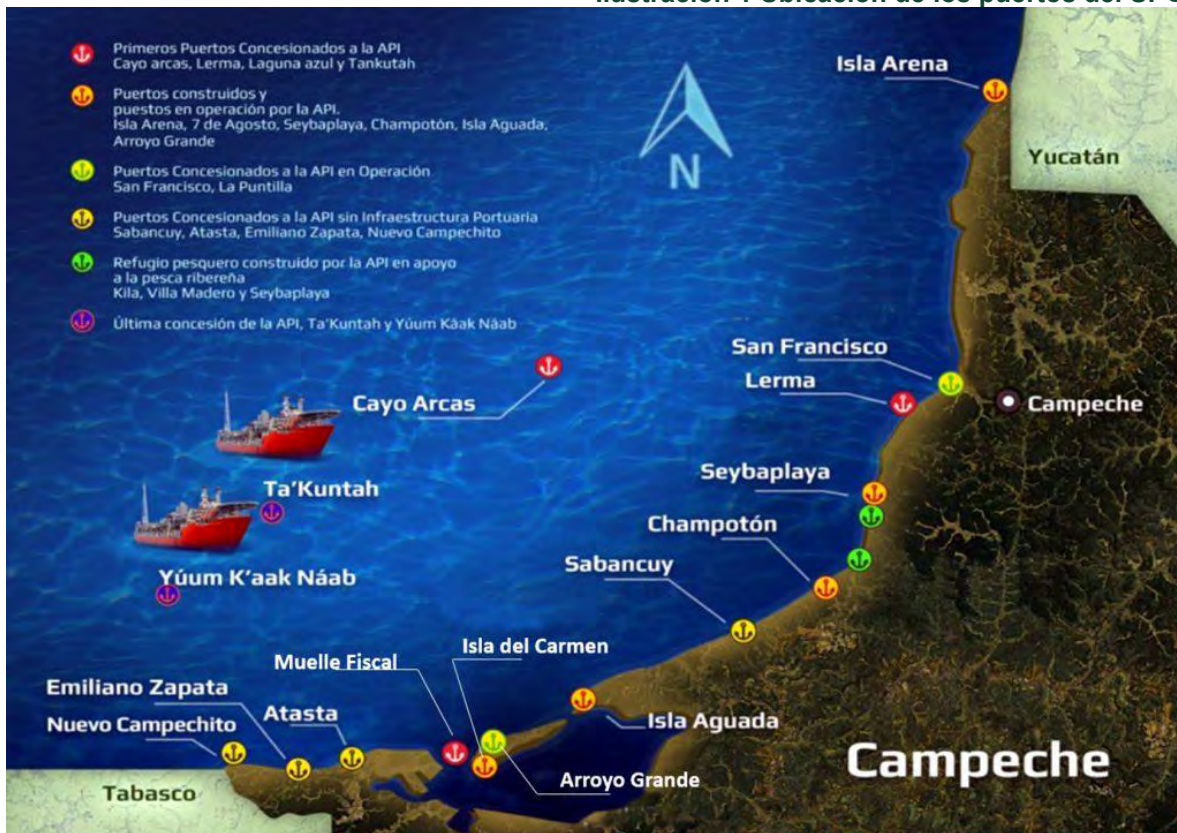 Primeros Puertos Concesionados a la API
Cayo arcas, Lerma, Laguna azul y Tankutah
Puertos construidos y
puestos en operación por la API.
Isla Arena, 7 de Agosto, Seybaplaya, Champotón, Isla Aguada,
Arroyo Grande
Puertos Concesionados a la API en Operación
San Francisco, La Puntilla
Puertos Concesionados a la API sin Infraestructura Portuaria
Sabancuy, Atasta, Emiliano Zapata, Nuevo Campechito
Refugio pesquero construido por la API en apoyo
a la pesca ribereña
Kila, Villa Madero y Seybaplaya
Última concesión de la API, Ta'Kuntah y Yúum Káak Náab
N
Isla Arena
Yucatán
San Francisco
Lerma
Campeche
Cayo Arcas
Seybaplaya
Ta'Kuntah
Champotón
Sabancuy
Yúum K'aak Náab
Isla del Carmen
Muelle Fiscal
Emiliano Zapata
Nuevo Campechito
Atasta
Isla Aguada
Arroyo Grande
Campeche
Tabasco